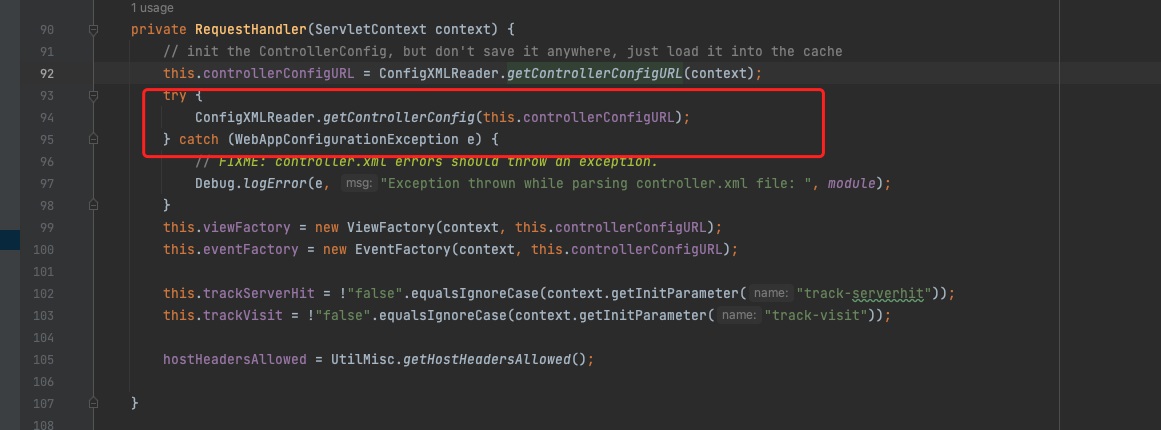 1 usage
90 private RequestHandler(ServletContext context) {
91 // init the ControllerConfig, but don't save it anywhere, just load it into the cache
92 this.controllerConfigURL = ConfigXMLReader.getControllerConfigURL(context);
93 try {
94 ConfigXMLReader.getControllerConfig(this.controllerConfigURL);
95 } catch (WebAppConfigurationException e) {
96 // FIXME: controller.xml errors should throw an exception.
97 Debug.logError(e, msg: "Exception thrown while parsing controller.xml file: ", module);
98 }
99 this.viewFactory = new ViewFactory(context, this.controllerConfigURL);
100 this.eventFactory = new EventFactory(context, this.controllerConfigURL);
101
102 this.trackServerHit = !"false".equalsIgnoreCase(context.getInitParameter( name: "track-serverhit"));
103 this.trackVisit = !"false".equalsIgnoreCase(context.getInitParameter( name: "track-visit"));
104
105 hostHeadersAllowed = UtilMisc.getHostHeadersAllowed();
106
107 }
108